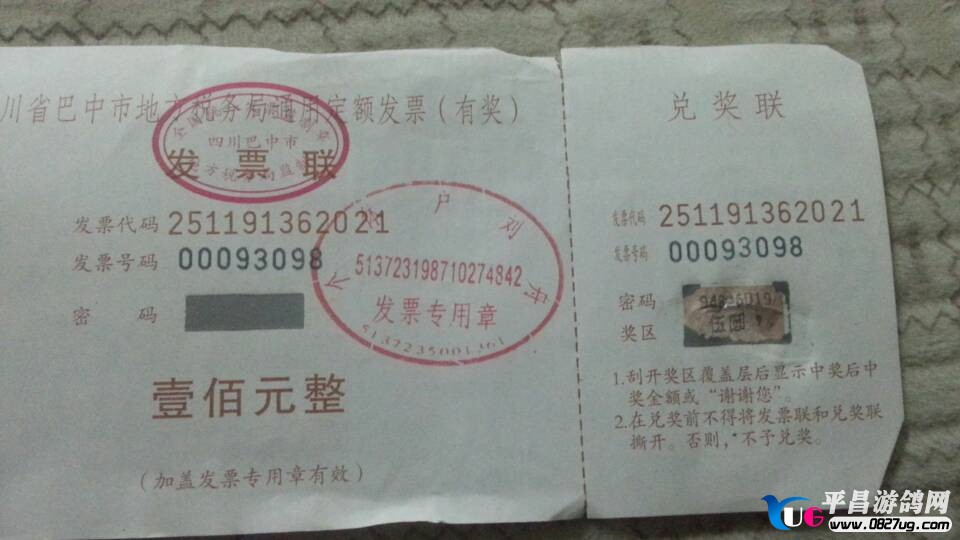 川省巴中市地方税务局通用定额发票(有奖)
四川巴中市
发票联
发票代码 251191362021
发票号码 00093098
密 码
壹佰元整
(加盖发票专用章有效)
户 刘
513723198710274842
发票专用章
5137235001361
兑奖联
发票代码 251191362021
发票号码 00093098
密码
奖区 伍圆
1.刮开奖区覆盖层后显示中奖后中
奖金额或“谢谢您”。
2.在兑奖前不得将发票联和兑奖联
撕开。否则,不予兑奖。
UG 平昌游鸽网
www.0827ug.com